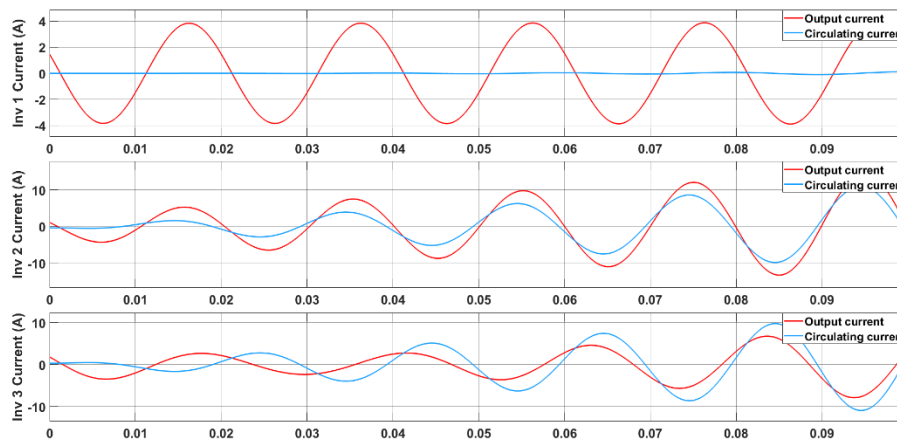 Inv 1 Current (A)
4
2
0
-2
-4
Output current
Circulating current
0 0.01 0.02 0.03 0.04 0.05 0.06 0.07 0.08 0.09
Inv 2 Current (A)
10
0
-10
Output current
Circulating current
0 0.01 0.02 0.03 0.04 0.05 0.06 0.07 0.08 0.09
Inv 3 Current (A)
10
0
-10
Output current
Circulating current
0 0.01 0.02 0.03 0.04 0.05 0.06 0.07 0.08 0.09